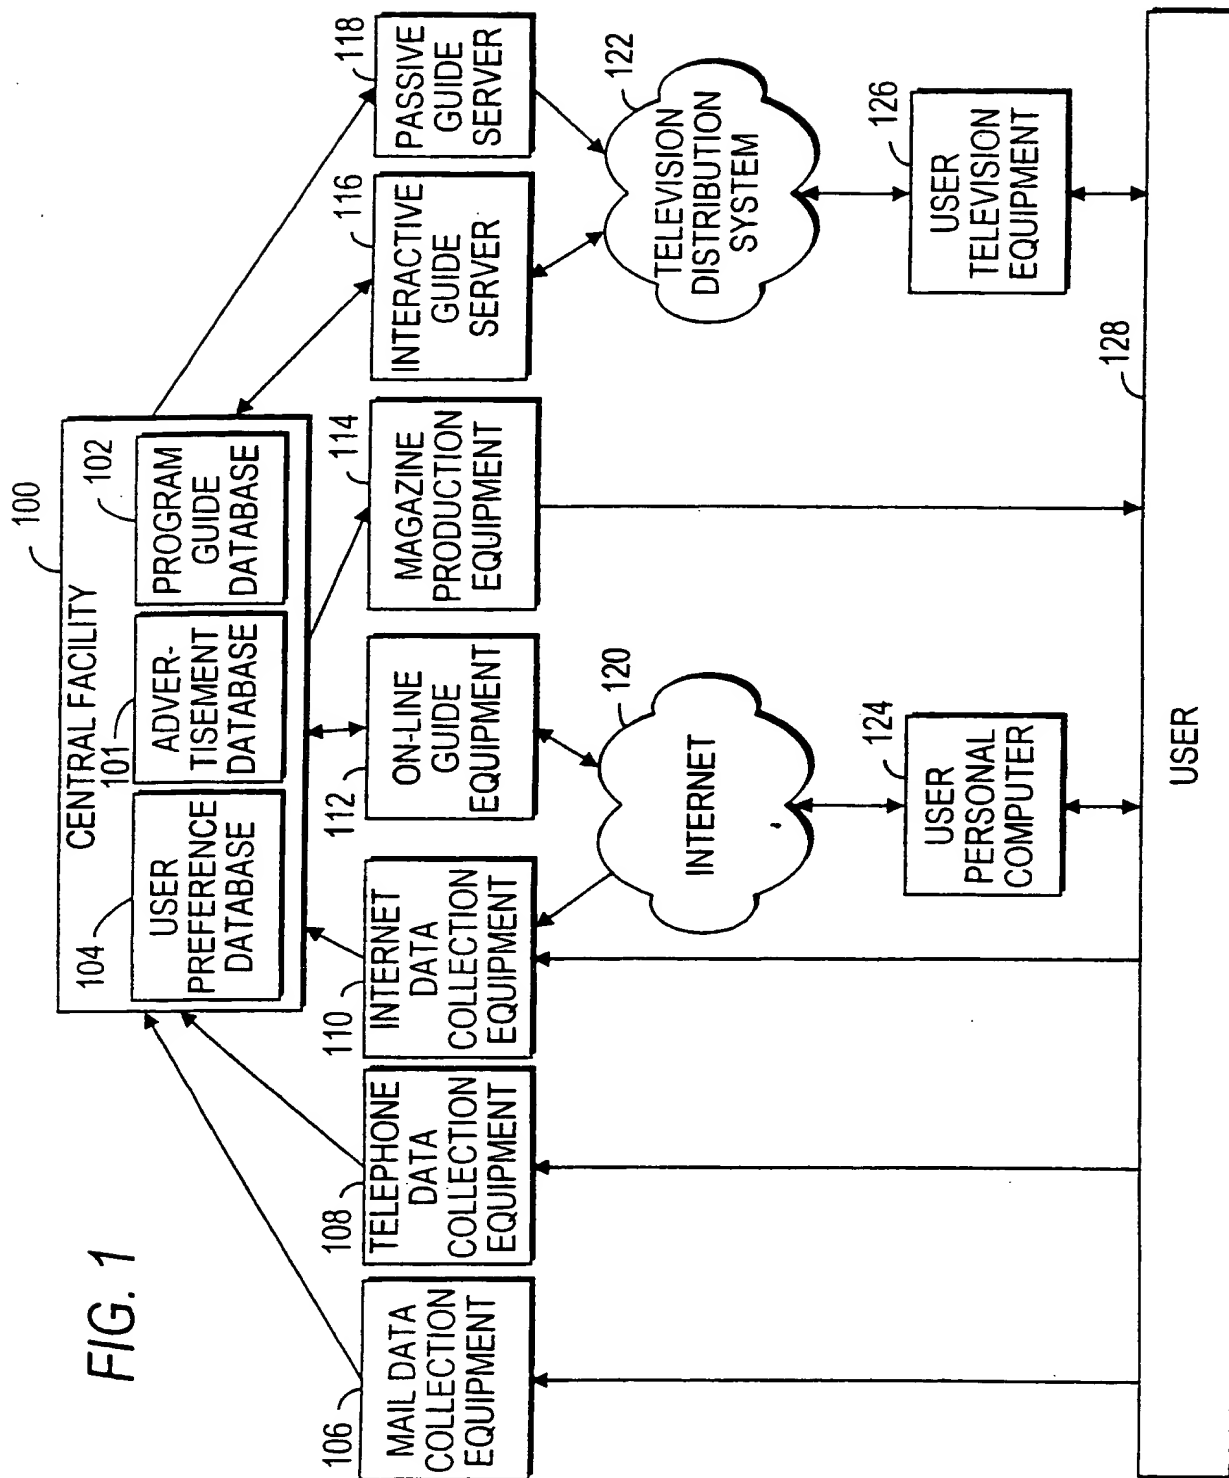 FIG. 1
100
CENTRAL FACILITY
104
USER
PREFERENCE
DATABASE
101
ADVER-
TISEMENT
DATABASE
102
PROGRAM
GUIDE
DATABASE
106
MAIL DATA
COLLECTION
EQUIPMENT
108
TELEPHONE
DATA
COLLECTION
EQUIPMENT
110
INTERNET
DATA
COLLECTION
EQUIPMENT
112
ON-LINE
GUIDE
EQUIPMENT
114
MAGAZINE
PRODUCTION
EQUIPMENT
116
INTERACTIVE
GUIDE
SERVER
118
PASSIVE
GUIDE
SERVER
120
INTERNET
122
TELEVISION
DISTRIBUTION
SYSTEM
124
USER
PERSONAL
COMPUTER
126
USER
TELEVISION
EQUIPMENT
128
USER